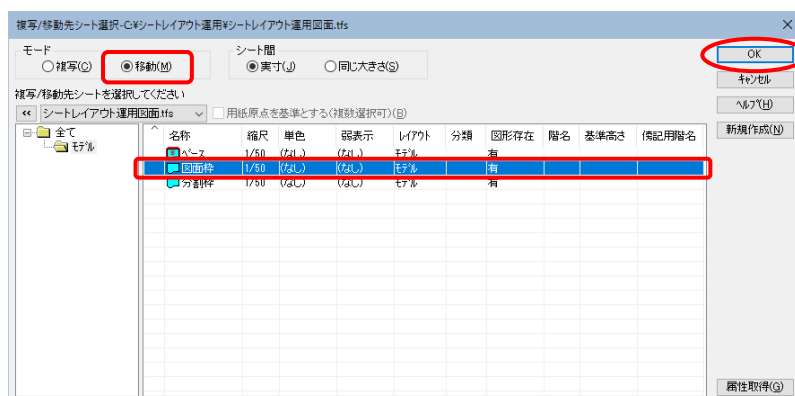 複写/移動先シート選択-C:¥シートレイアウト運用¥シートレイアウト運用図面.tfs
モード
シート間
複写(C) 移動(M) 実寸(J) 同じ大きさ(S)
OK
キャンセル
複写/移動先シートを選択してください
ヘルプ(H)
<< シートレイアウト運用図面.tfs 用紙原点を基準とする(複数選択可)(B)
新規作成(N)
全て
モデル
名称 縮尺 単色 弱表示 レイアウト 分類 図形存在 階名 基準高さ 傍記用階名
ベース 1/50 (なし) (なし) モデル 有
図面枠 1/50 (なし) (なし) モデル 有
分割枠 1/50 (なし) (なし) モデル 有
属性取得(G)